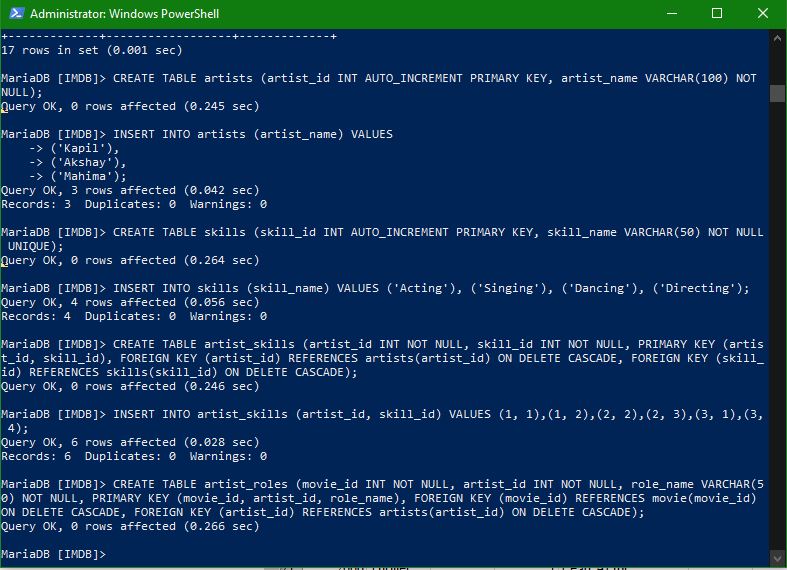 Administrator: Windows PowerShell
+-------------+------------------+-------------+
17 rows in set (0.001 sec)
MariaDB [IMDB]> CREATE TABLE artists (artist_id INT AUTO_INCREMENT PRIMARY KEY, artist_name VARCHAR(100) NOT
NULL);
Query OK, 0 rows affected (0.245 sec)
MariaDB [IMDB]> INSERT INTO artists (artist_name) VALUES
    -> ('Kapil'),
    -> ('Akshay'),
    -> ('Mahima');
Query OK, 3 rows affected (0.042 sec)
Records: 3  Duplicates: 0  Warnings: 0
MariaDB [IMDB]> CREATE TABLE skills (skill_id INT AUTO_INCREMENT PRIMARY KEY, skill_name VARCHAR(50) NOT NULL
 UNIQUE);
Query OK, 0 rows affected (0.264 sec)
MariaDB [IMDB]> INSERT INTO skills (skill_name) VALUES ('Acting'), ('Singing'), ('Dancing'), ('Directing');
Query OK, 4 rows affected (0.056 sec)
Records: 4  Duplicates: 0  Warnings: 0
MariaDB [IMDB]> CREATE TABLE artist_skills (artist_id INT NOT NULL, skill_id INT NOT NULL, PRIMARY KEY (artis
t_id, skill_id), FOREIGN KEY (artist_id) REFERENCES artists(artist_id) ON DELETE CASCADE, FOREIGN KEY (skill_
id) REFERENCES skills(skill_id) ON DELETE CASCADE);
Query OK, 0 rows affected (0.246 sec)
MariaDB [IMDB]> INSERT INTO artist_skills (artist_id, skill_id) VALUES (1, 1),(1, 2),(2, 2),(2, 3),(3, 1),(3,
 4);
Query OK, 6 rows affected (0.028 sec)
Records: 6  Duplicates: 0  Warnings: 0
MariaDB [IMDB]> CREATE TABLE artist_roles (movie_id INT NOT NULL, artist_id INT NOT NULL, role_name VARCHAR(5
0) NOT NULL, PRIMARY KEY (movie_id, artist_id, role_name), FOREIGN KEY (movie_id) REFERENCES movie(movie_id)
ON DELETE CASCADE, FOREIGN KEY (artist_id) REFERENCES artists(artist_id) ON DELETE CASCADE);
Query OK, 0 rows affected (0.266 sec)
MariaDB [IMDB]>